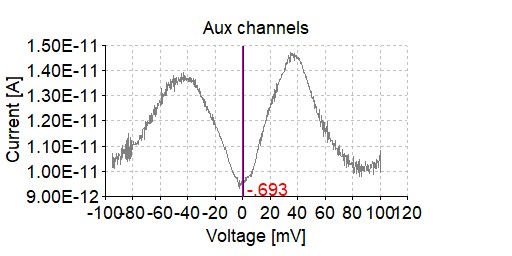 Aux channels
1.50E-11
1.40E-11
1.30E-11
1.20E-11
1.10E-11
1.00E-11
9.00E-12
Current [A]
-.693
-100-80 -60 -40 -20 0 20 40 60 80 100 120
Voltage [mV]